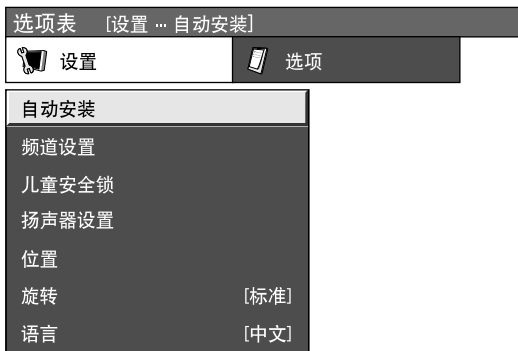 选项表 [设置 ··· 自动安装]
设置 选项
自动安装
频道设置
儿童安全锁
扬声器设置
位置
旋转 [标准]
语言 [中文]